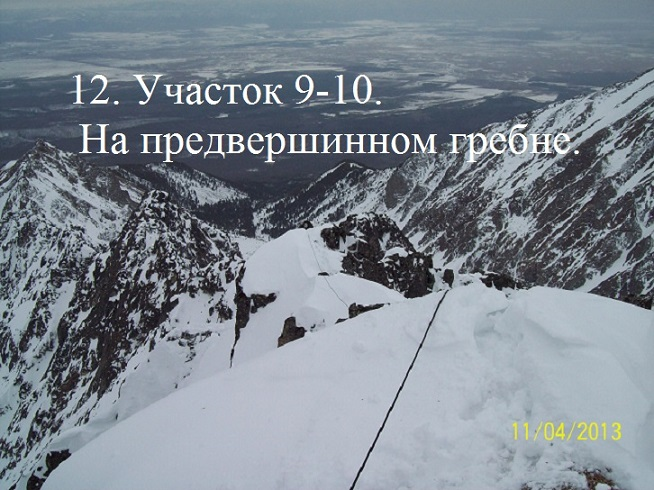 12. Участок 9-10.
На предвершинном гребне.
11/04/2013